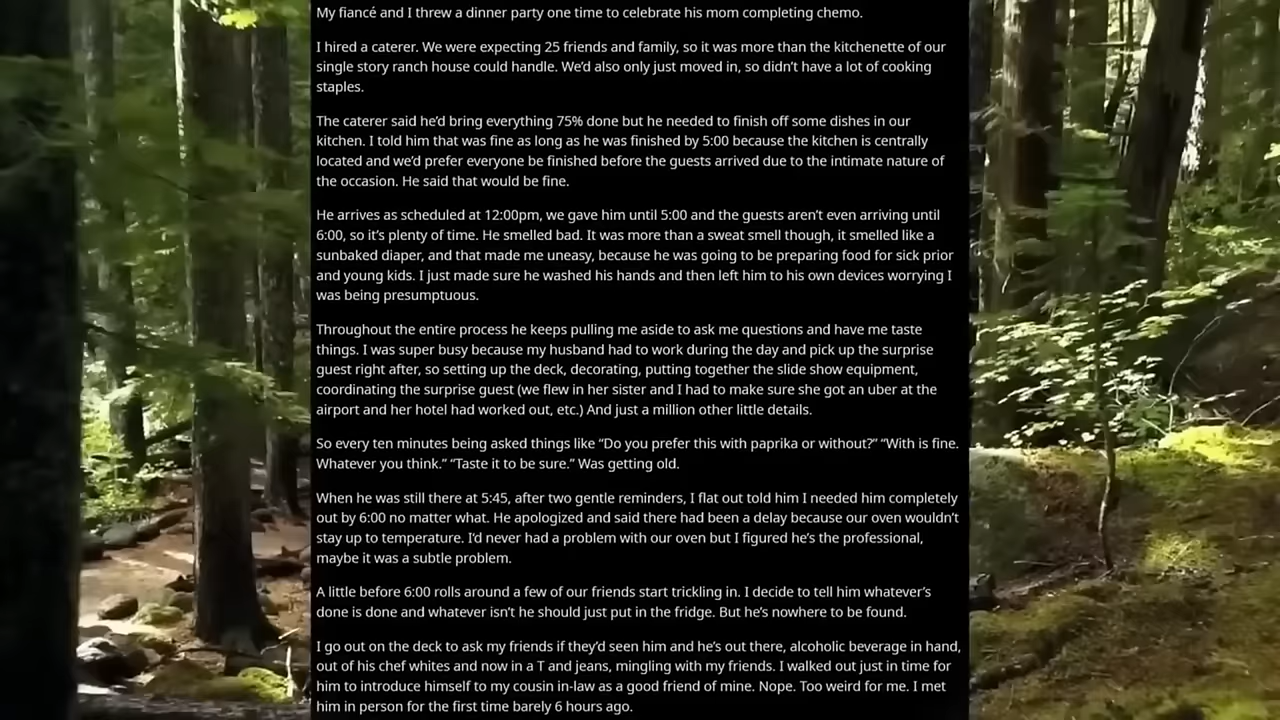 My fiancé and I threw a dinner party one time to celebrate his mom completing chemo.
I hired a caterer. We were expecting 25 friends and family, so it was more than the kitchenette of our
single story ranch house could handle. We’d also only just moved in, so didn’t have a lot of cooking
staples.
The caterer said he’d bring everything 75% done but he needed to finish off some dishes in our
kitchen. I told him that was fine as long as he was finished by 5:00 because the kitchen is centrally
located and we’d prefer everyone be finished before the guests arrived due to the intimate nature of
the occasion. He said that would be fine.
He arrives as scheduled at 12:00pm, we gave him until 5:00 and the guests aren’t even arriving until
6:00, so it’s plenty of time. He smelled bad. It was more than a sweat smell though, it smelled like a
sunbaked diaper, and that made me uneasy, because he was going to be preparing food for sick prior
and young kids. I just made sure he washed his hands and then left him to his own devices worrying I
was being presumptuous.
Throughout the entire process he keeps pulling me aside to ask me questions and have me taste
things. I was super busy because my husband had to work during the day and pick up the surprise
guest right after, so setting up the deck, decorating, putting together the slide show equipment,
coordinating the surprise guest (we flew in her sister and I had to make sure she got an uber at the
airport and her hotel had worked out, etc.) And just a million other little details.
So every ten minutes being asked things like “Do you prefer this with paprika or without?” “With is fine.
Whatever you think.” “Taste it to be sure.” Was getting old.
When he was still there at 5:45, after two gentle reminders, I flat out told him I needed him completely
out by 6:00 no matter what. He apologized and said there had been a delay because our oven wouldn’t
stay up to temperature. I’d never had a problem with our oven but I figured he’s the professional,
maybe it was a subtle problem.
A little before 6:00 rolls around a few of our friends start trickling in. I decide to tell him whatever’s
done is done and whatever isn’t he should just put in the fridge. But he’s nowhere to be found.
I go out on the deck to ask my friends if they’d seen him and he’s out there, alcoholic beverage in hand,
out of his chef whites and now in a T and jeans, mingling with my friends. I walked out just in time for
him to introduce himself to my cousin in-law as a good friend of mine. Nope. Too weird for me. I met
him in person for the first time barely 6 hours ago.